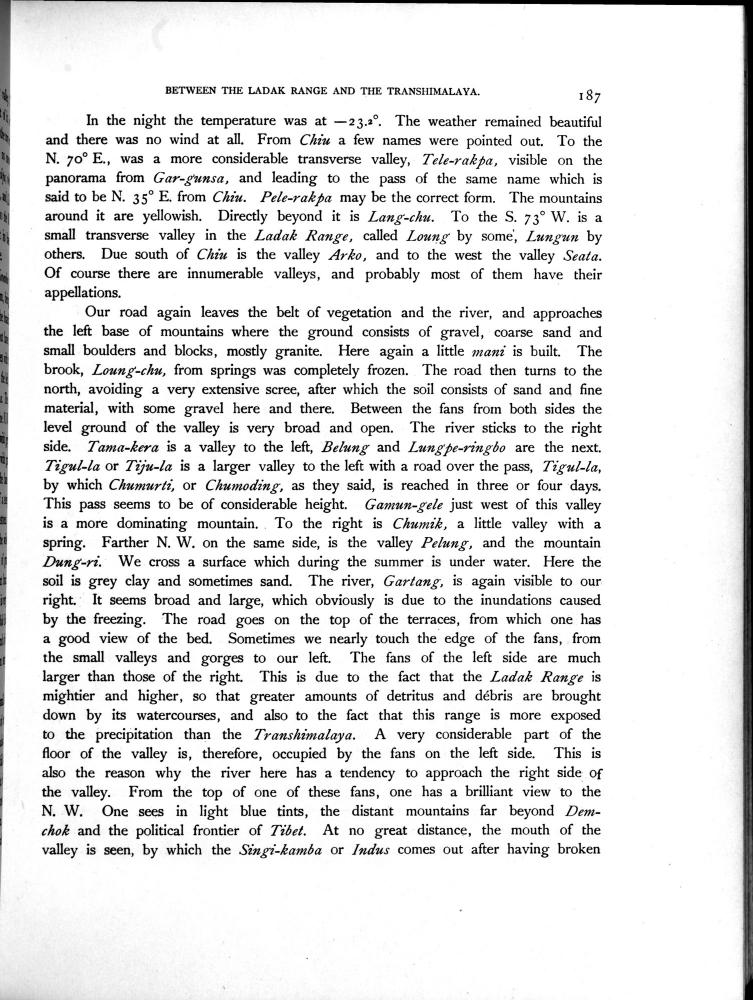 BETWEEN THE LADAK RANGE AND THE TRANSHIMALAYA.
187
In the night the temperature was at —23.2°. The weather remained beautiful
and there was no wind at all. From Chiu a few names were pointed out. To the
N. 70° E., was a more considerable transverse valley, Tele-rakpa, visible on the
panorama from Gar-gunsa, and leading to the pass of the same name which is
said to be N. 35° E. from Chiu. Pele-rakpa may be the correct form. The mountains
around it are yellowish. Directly beyond it is Lang-chu. To the S. 73° W. is a
small transverse valley in the Ladak Range, called Loung by some, Lungun by
others. Due south of Chiu is the valley Arko, and to the west the valley Seata.
Of course there are innumerable valleys, and probably most of them have their
appellations.
Our road again leaves the belt of vegetation and the river, and approaches
the left base of mountains where the ground consists of gravel, coarse sand and
small boulders and blocks, mostly granite. Here again a little mani is built. The
brook, Loung-chu, from springs was completely frozen. The road then turns to the
north, avoiding a very extensive scree, after which the soil consists of sand and fine
material, with some gravel here and there. Between the fans from both sides the
level ground of the valley is very broad and open. The river sticks to the right
side. Tama-kera is a valley to the left, Belung and Lungpe-ringbo are the next.
Tigul-la or Tiju-la is a larger valley to the left with a road over the pass, Tigul-la,
by which Chumurti, or Chumoding, as they said, is reached in three or four days.
This pass seems to be of considerable height. Gamun-gele just west of this valley
is a more dominating mountain. To the right is Chumik, a little valley with a
spring. Farther N. W. on the same side, is the valley Pelung, and the mountain
Dung-ri. We cross a surface which during the summer is under water. Here the
soil is grey clay and sometimes sand. The river, Gartang, is again visible to our
right. It seems broad and large, which obviously is due to the inundations caused
by the freezing. The road goes on the top of the terraces, from which one has
a good view of the bed. Sometimes we nearly touch the edge of the fans, from
the small valleys and gorges to our left. The fans of the left side are much
larger than those of the right. This is due to the fact that the Ladak Range is
mightier and higher, so that greater amounts of detritus and débris are brought
down by its watercourses, and also to the fact that this range is more exposed
to the precipitation than the Transhimalaya. A very considerable part of the
floor of the valley is, therefore, occupied by the fans on the left side. This is
also the reason why the river here has a tendency to approach the right side of
the valley. From the top of one of these fans, one has a brilliant view to the
N. W. One sees in light blue tints, the distant mountains far beyond Dem-
chok and the political frontier of Tibet. At no great distance, the mouth of the
valley is seen, by which the Singi-kamba or Indus comes out after having broken